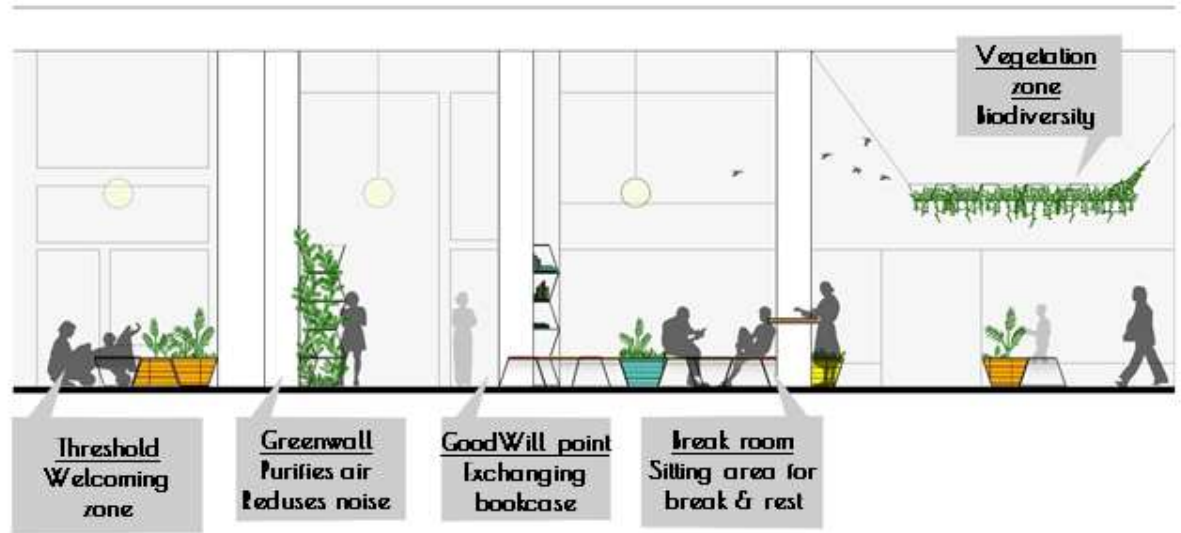 Vegetation
zone
Biodiversity
Threshold
Welcoming
zone
Greenwall
Purifies air
Reduses noise
GoodWill point
Exchanging
bookcase
Break room
Sitting area for
break & rest